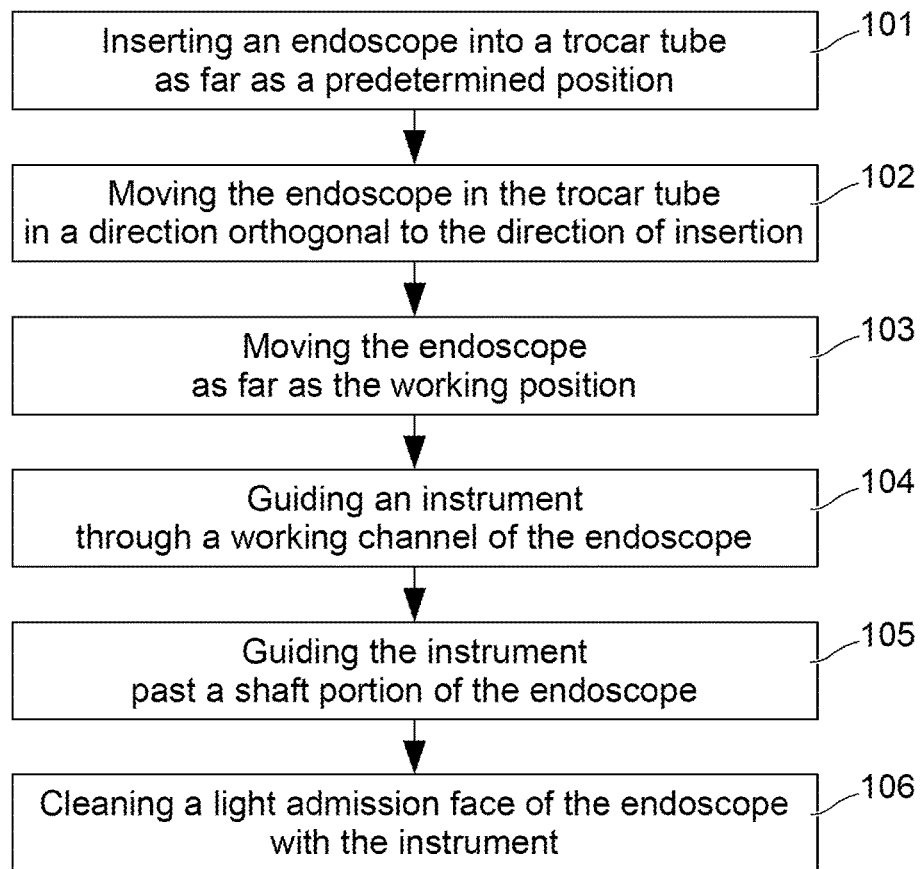 Inserting an endoscope into a trocar tube
as far as a predetermined position
101
Moving the endoscope in the trocar tube
in a direction orthogonal to the direction of insertion
102
Moving the endoscope
as far as the working position
103
Guiding an instrument
through a working channel of the endoscope
104
Guiding the instrument
past a shaft portion of the endoscope
105
Cleaning a light admission face of the endoscope
with the instrument
106